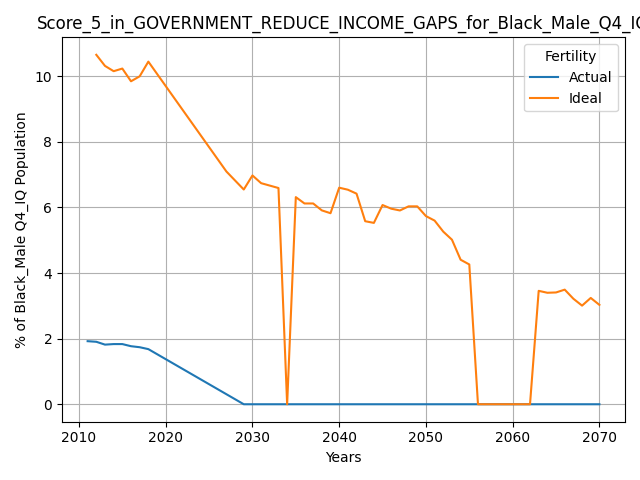 Score_5_in_GOVERNMENT_REDUCE_INCOME_GAPS_for_Black_Male_Q4_IQ
Fertility
Actual
Ideal
% of Black_Male Q4_IQ Population
10
8
6
4
2
0
2010 2020 2030 2040 2050 2060 2070
Years